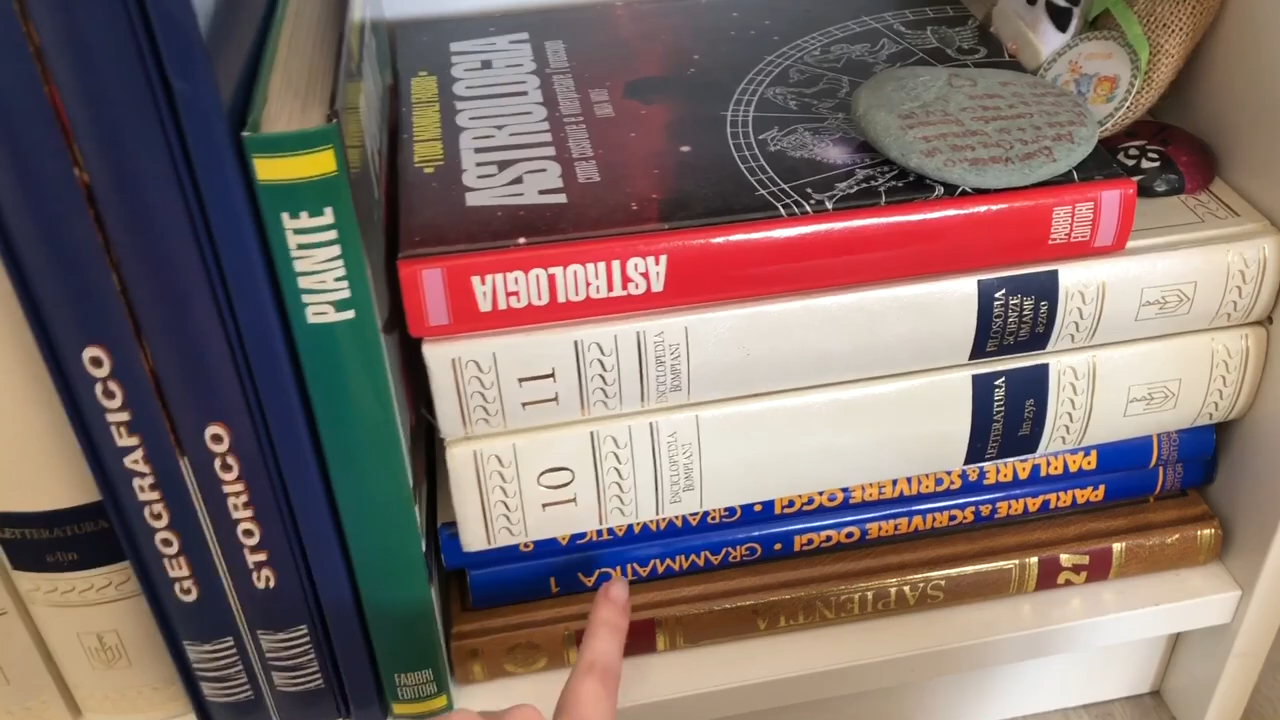 LETTERATURA
a-lin
GEOGRAFICO
STORICO
PIANTE
FABBRI
EDITORI
• I TUOI MANUALI FABBRI •
ASTROLOGIA
come costruire e interpretare l'oroscopo
LINDA WOLF
ASTROLOGIA
FABBRI
EDITORI
11
ENCICLOPEDIA
BOMPIANI
FILOSOFIA
SCIENZE
UMANE
a-zoo
10
ENCICLOPEDIA
BOMPIANI
LETTERATURA
lin-zys
PARLARE & SCRIVERE OGGI • GRAMMATICA 2
FABBRI
EDITORI
PARLARE & SCRIVERE OGGI • GRAMMATICA 1
SAPIENTIA
21